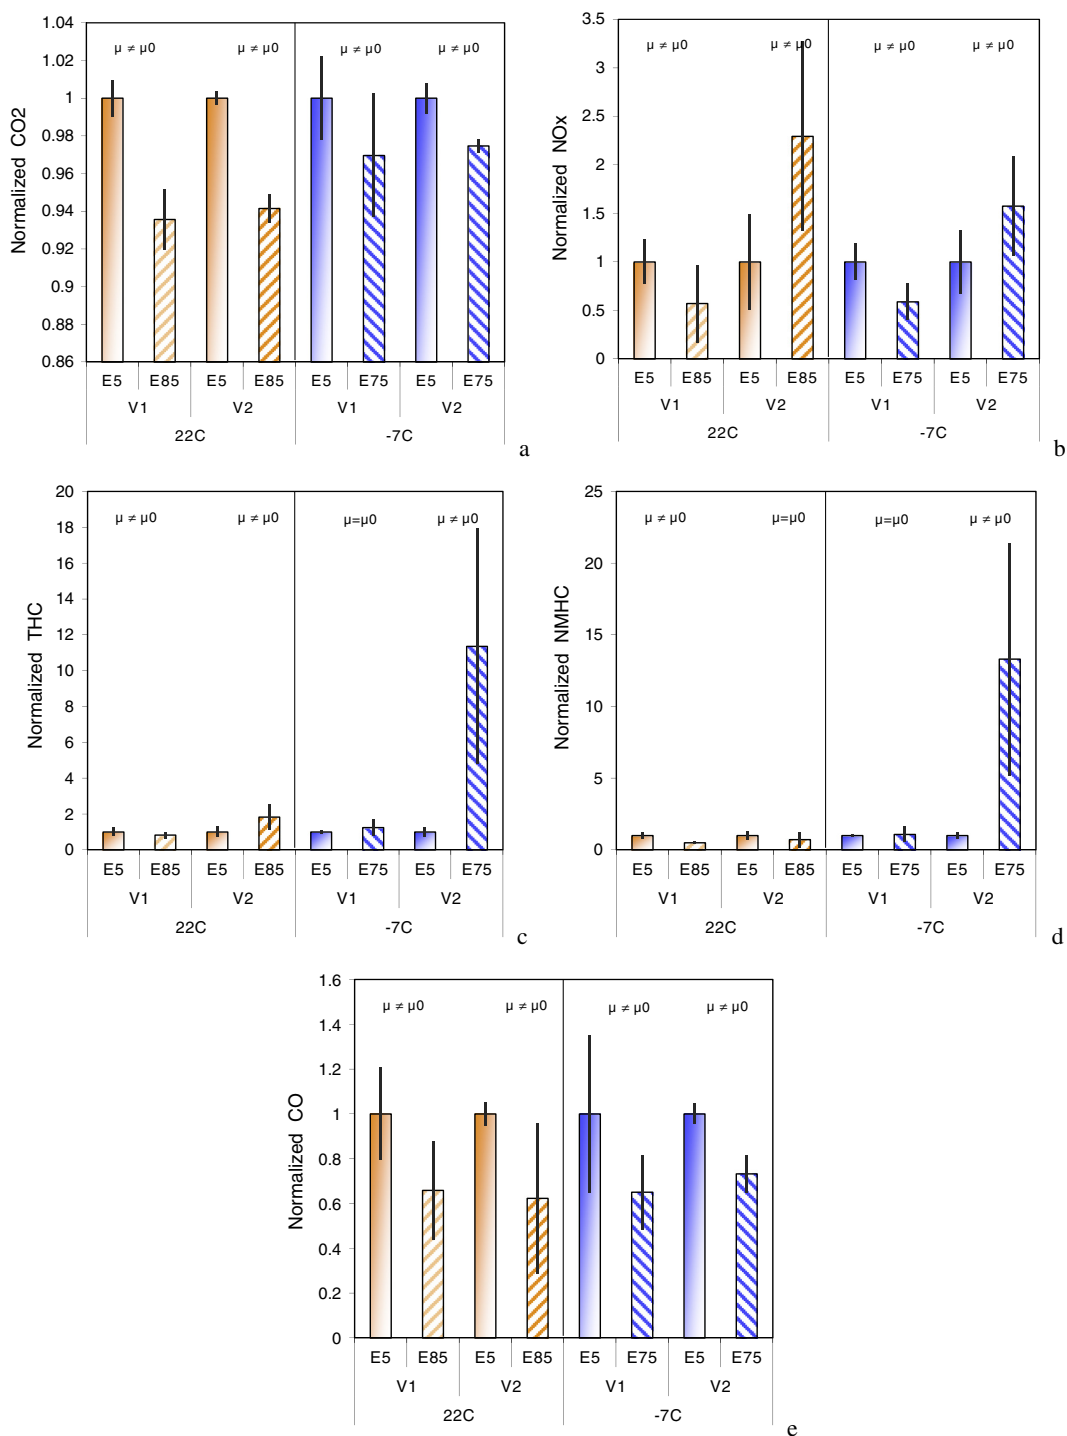 Normalized CO2
1.04
1.02
1
0.98
0.96
0.94
0.92
0.9
0.88
0.86
μ ≠ μ0 μ ≠ μ0 μ ≠ μ0 μ ≠ μ0
E5 E85 E5 E85 E5 E75 E5 E75
V1 V2 V1 V2
22C -7C
a
Normalized NOx
3.5
3
2.5
2
1.5
1
0.5
0
μ ≠ μ0 μ ≠ μ0 μ ≠ μ0 μ ≠ μ0
E5 E85 E5 E85 E5 E75 E5 E75
V1 V2 V1 V2
22C -7C
b
Normalized THC
20
18
16
14
12
10
8
6
4
2
0
μ ≠ μ0 μ ≠ μ0 μ=μ0 μ ≠ μ0
E5 E85 E5 E85 E5 E75 E5 E75
V1 V2 V1 V2
22C -7C
c
Normalized NMHC
25
20
15
10
5
0
μ ≠ μ0 μ=μ0 μ=μ0 μ ≠ μ0
E5 E85 E5 E85 E5 E75 E5 E75
V1 V2 V1 V2
22C -7C
d
Normalized CO
1.6
1.4
1.2
1
0.8
0.6
0.4
0.2
0
μ ≠ μ0 μ ≠ μ0 μ ≠ μ0 μ ≠ μ0
E5 E85 E5 E85 E5 E75 E5 E75
V1 V2 V1 V2
22C -7C
e